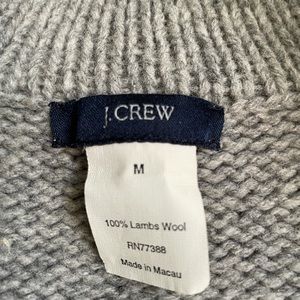 J.CREW
M
100% Lambs Wool
RN77388
Made in Macau